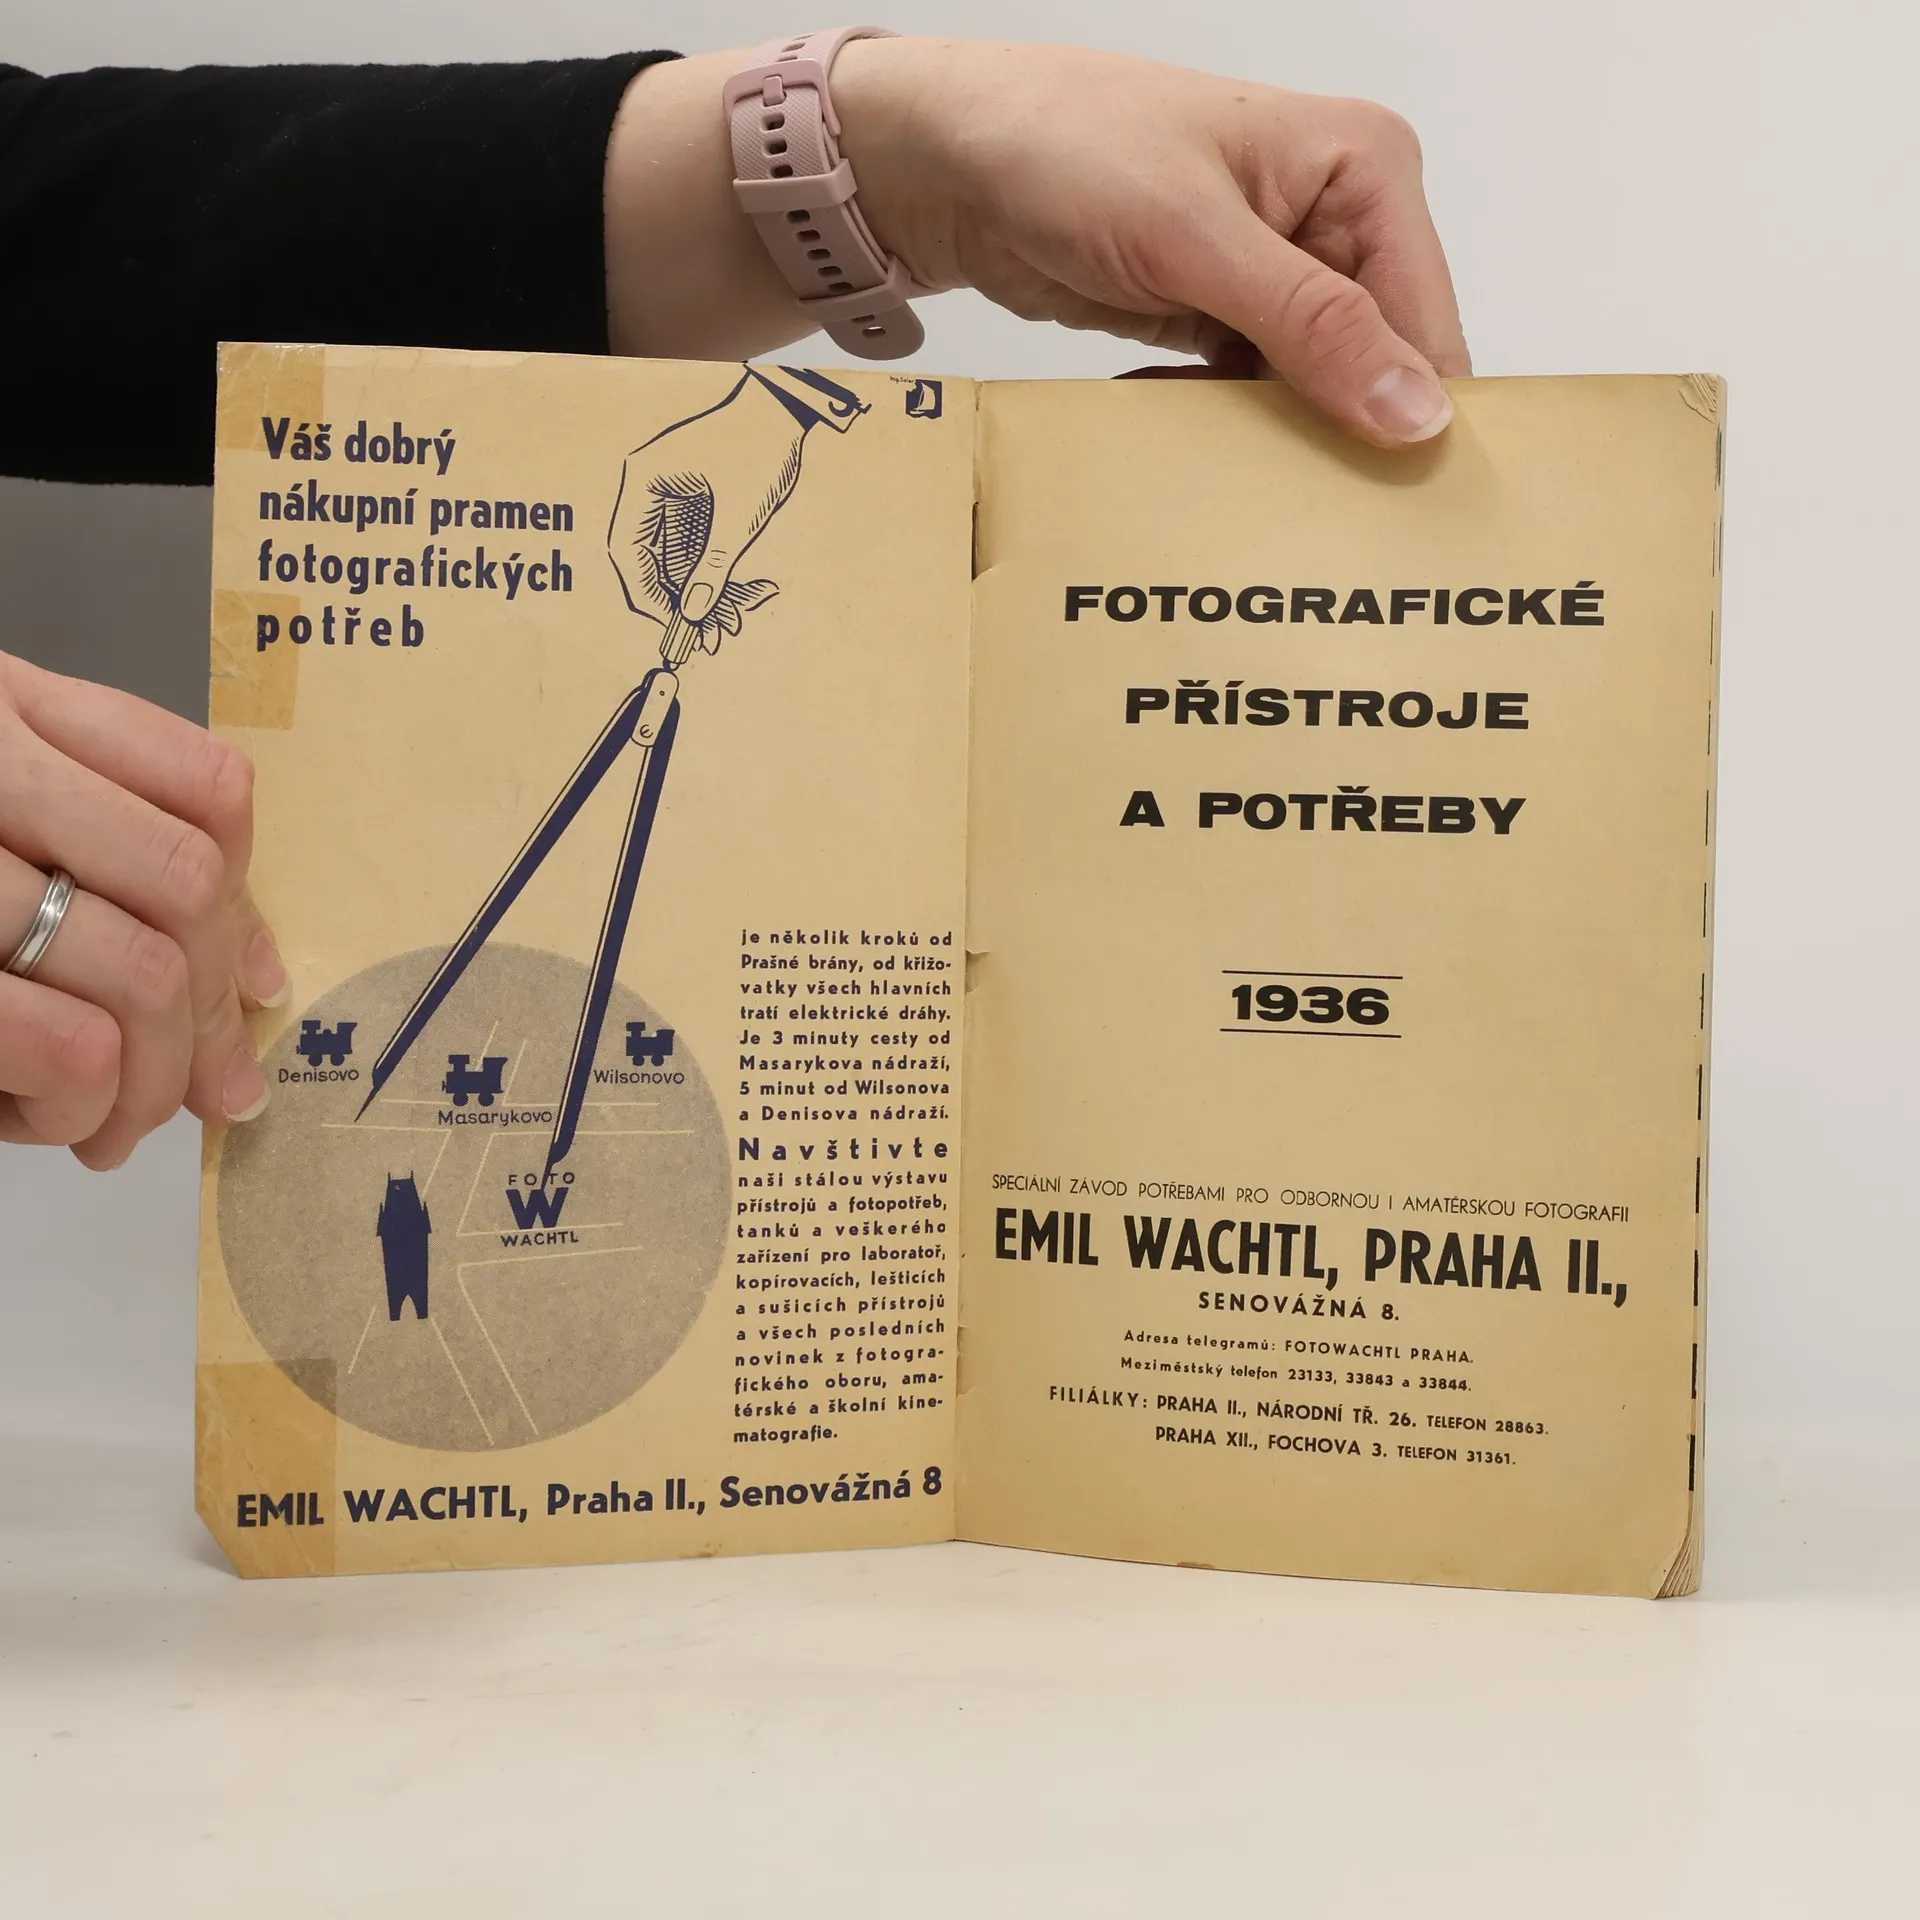 Váš dobrý
nákupní pramen
fotografických
potřeb
Denisovo
Masarykovo
Wilsonovo
FOTO
W
WACHTL
je několik kroků od
Prašné brány, od křižo-
vatky všech hlavních
tratí elektrické dráhy.
Je 3 minuty cesty od
Masarykova nádraží,
5 minut od Wilsonova
a Denisova nádraží.
Navštivte
naši stálou výstavu
přístrojů a fotopotřeb,
tanků a veškerého
zařízení pro laboratoř,
kopírovacích, lešticích
a sušicích přístrojů
a všech posledních
novinek z fotogra-
fického oboru, ama-
térské a školní kine-
matografie.
EMIL WACHTL, Praha II., Senovážná 8
FOTOGRAFICKÉ
PŘÍSTROJE
A POTŘEBY
1936
SPECIÁLNÍ ZÁVOD POTŘEBAMI PRO ODBORNOU I AMATÉRSKOU FOTOGRAFII
EMIL WACHTL, PRAHA II.,
SENOVÁŽNÁ 8.
Adresa telegramů: FOTOWACHTL PRAHA.
Meziměstský telefon 23133, 33843 a 33844.
FILIÁLKY: PRAHA II., NÁRODNÍ TŘ. 26. TELEFON 28863.
PRAHA XII., FOCHOVA 3. TELEFON 31361.